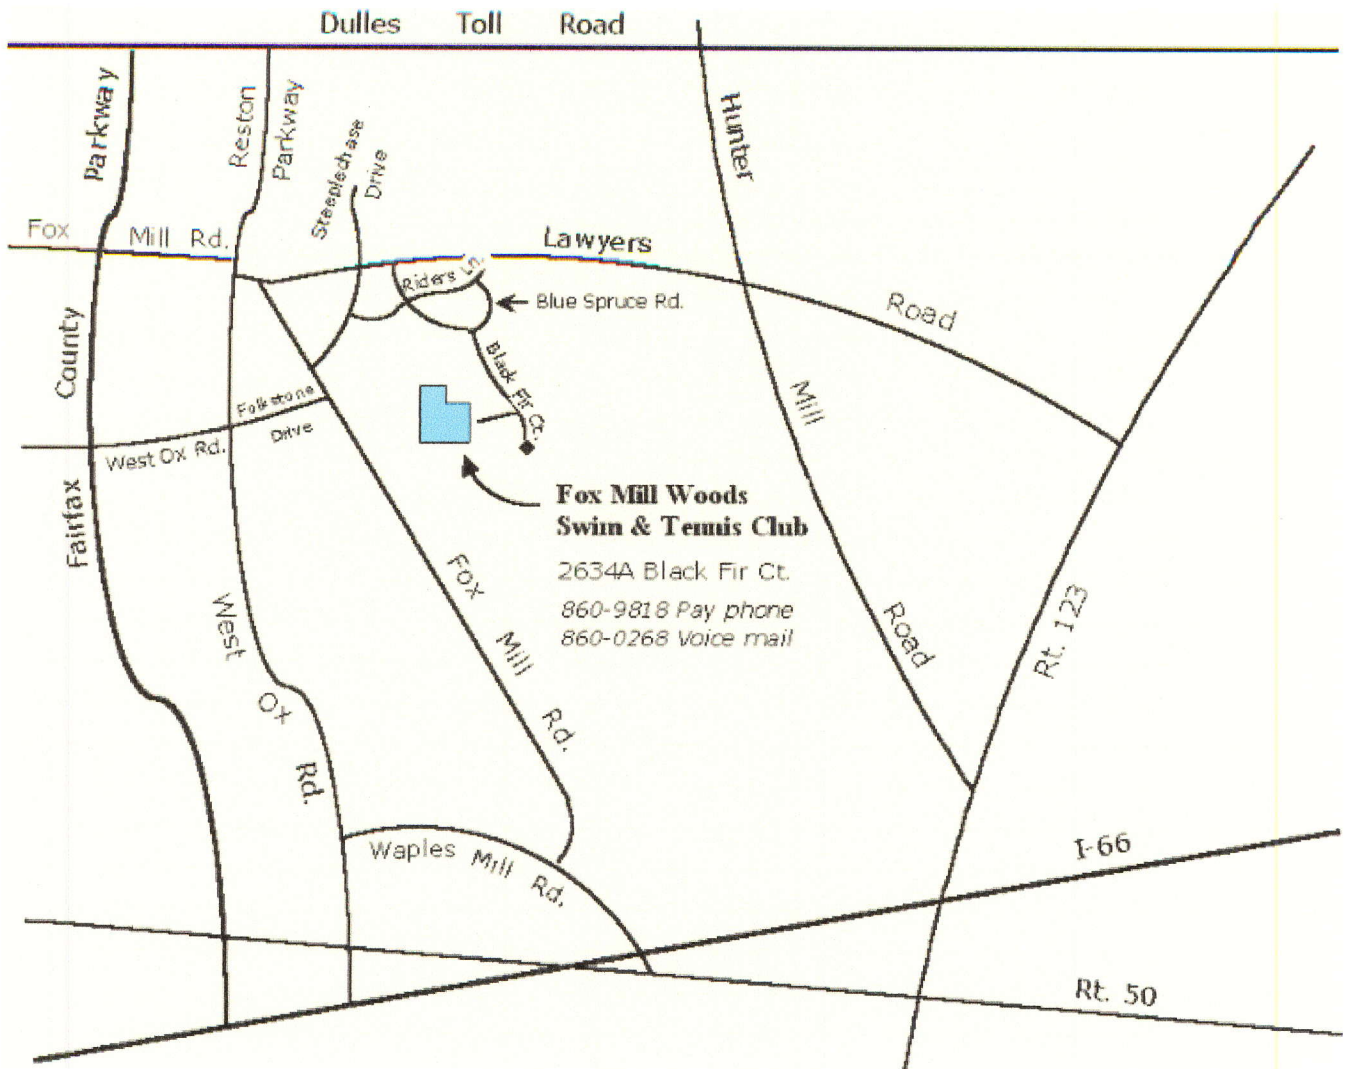 Dulles Toll Road
Parkway
Reston
Parkway
Steeplechase
Drive
Hunter
Fox Mill Rd.
Lawyers
Riders Ln.
Blue Spruce Rd.
Road
County
Black Fir Ct.
Folkstone
Drive
Mill
West Ox Rd.
Fairfax
Fox Mill Woods
Swim & Tennis Club
2634A Black Fir Ct.
860-9818 Pay phone
860-0268 Voice mail
Fox Mill Rd.
West Ox Rd.
Road
Rt. 123
Waples Mill Rd.
I-66
Rt. 50